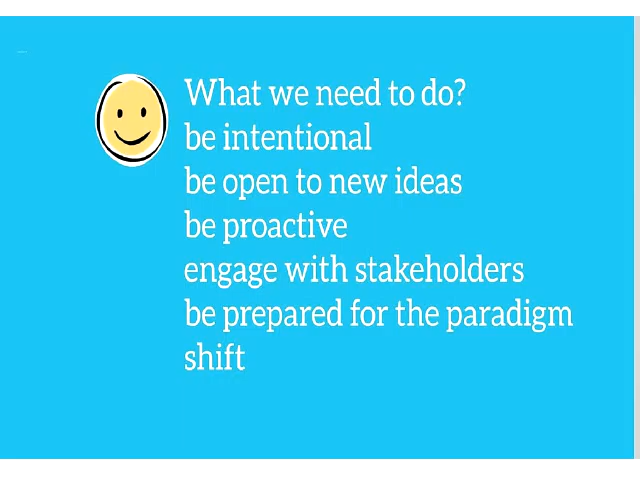 What we need to do?
be intentional
be open to new ideas
be proactive
engage with stakeholders
be prepared for the paradigm
shift